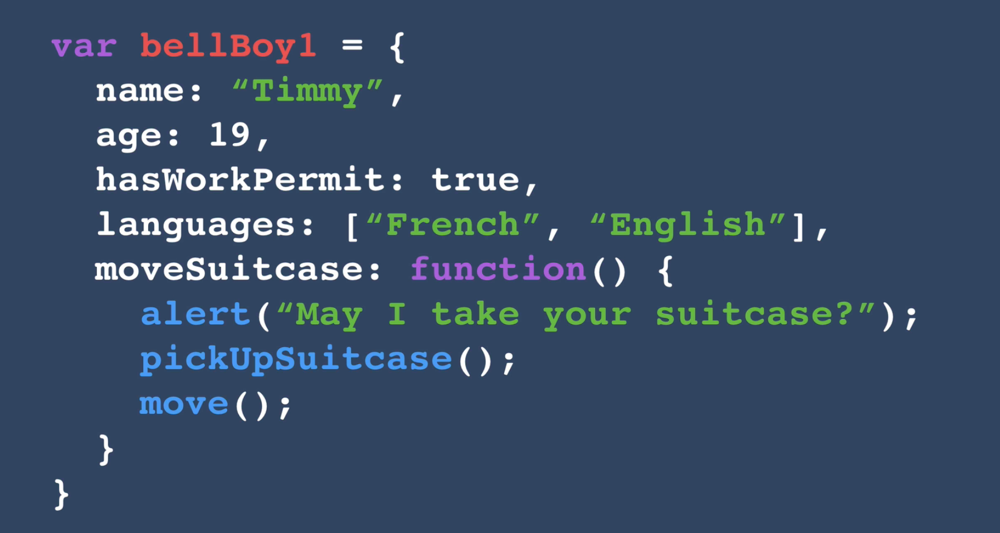 var bellBoy1 = {
name: “Timmy”,
age: 19,
hasWorkPermit: true,
languages: [“French”, “English”],
moveSuitcase: function() {
alert(“May I take your suitcase?”);
pickUpSuitcase();
move();
}
}